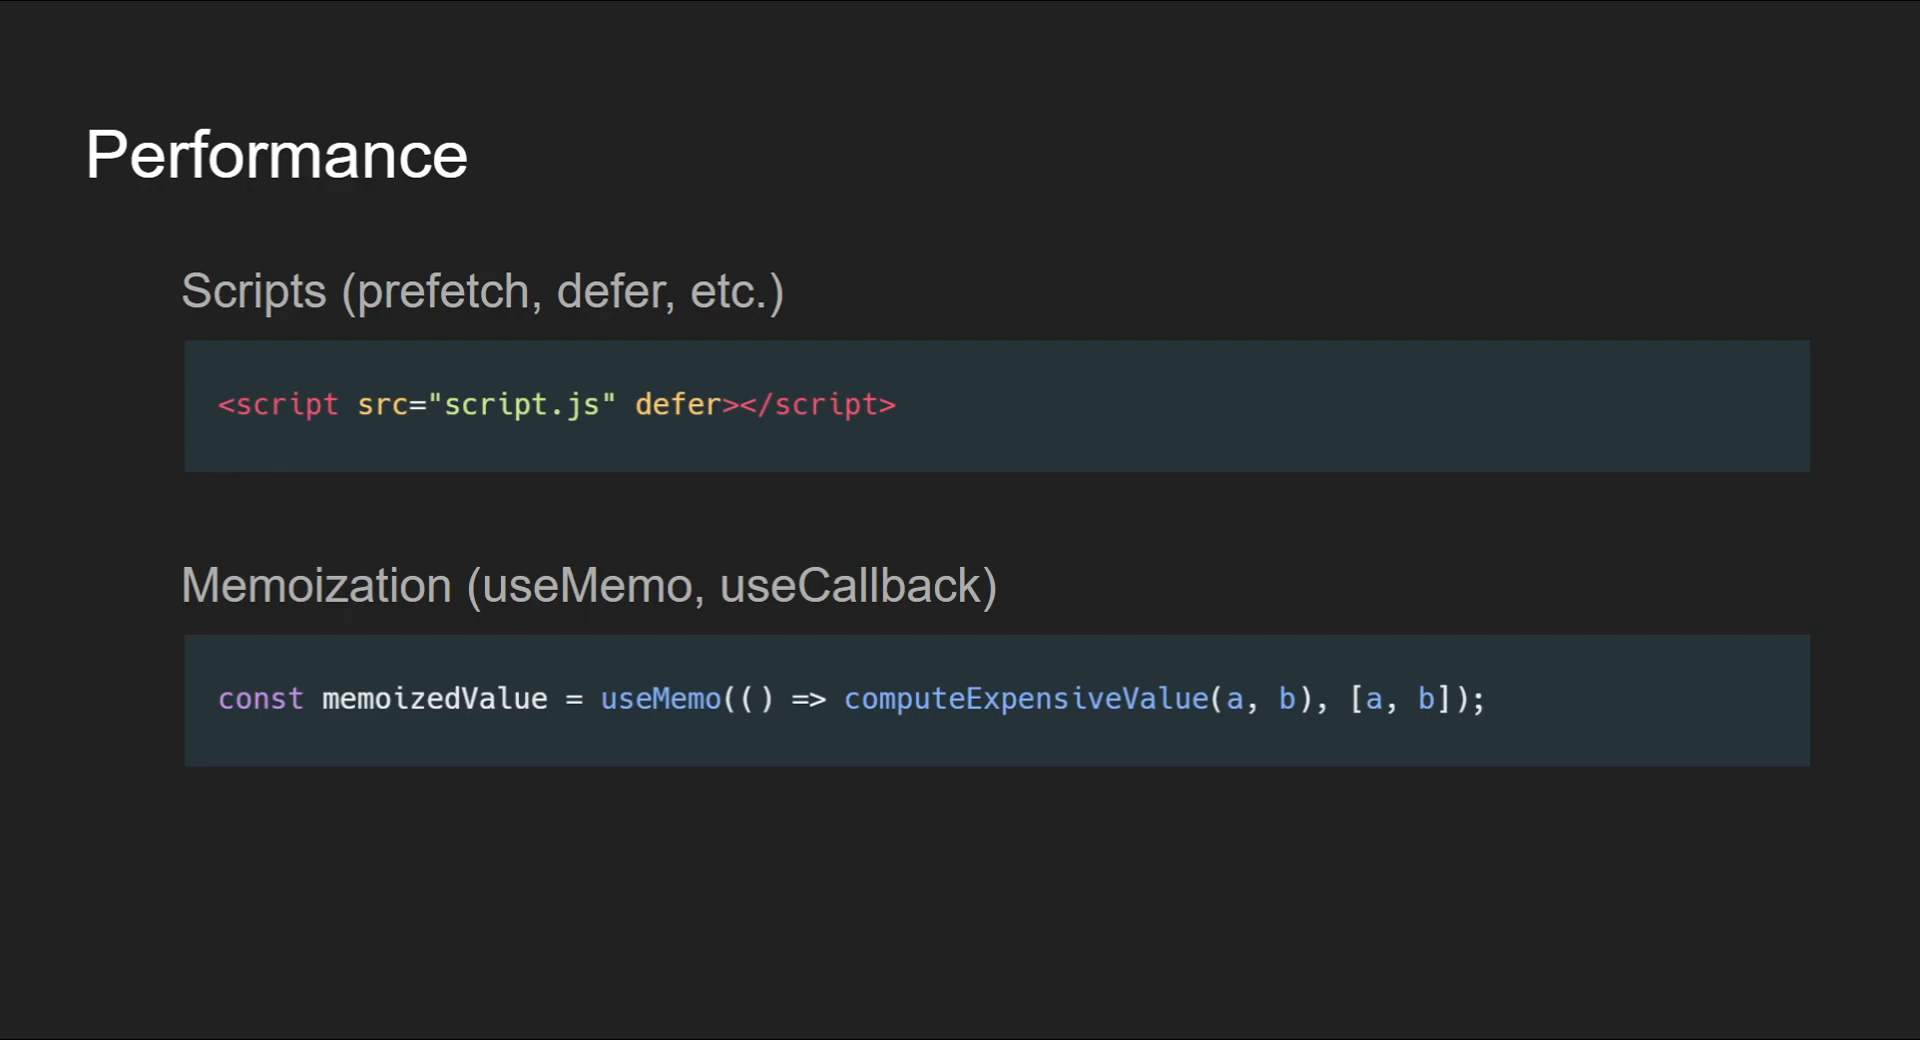 Performance
Scripts (prefetch, defer, etc.)
<script src="script.js" defer></script>
Memoization (useMemo, useCallback)
const memoizedValue = useMemo(() => computeExpensiveValue(a, b), [a, b]);